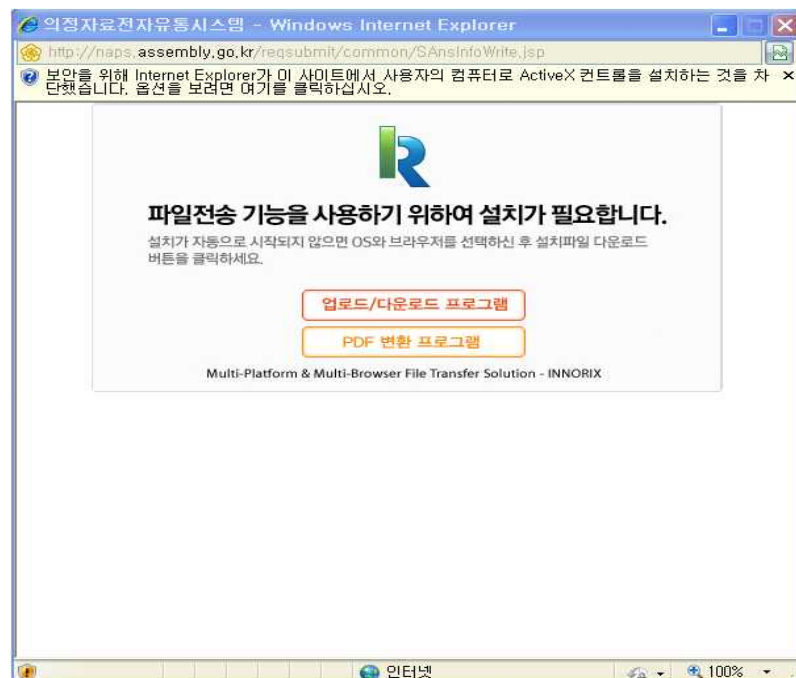 의정자료전자유통시스템 - Windows Internet Explorer
http://naps.assembly.go.kr/reqsubmit/common/SAnsInfoWrite.jsp
보안을 위해 Internet Explorer가 이 사이트에서 사용자의 컴퓨터로 ActiveX 컨트롤을 설치하는 것을 차
단했습니다. 옵션을 보려면 여기를 클릭하십시오.
파일전송 기능을 사용하기 위하여 설치가 필요합니다.
설치가 자동으로 시작되지 않으면 OS와 브라우저를 선택하신 후 설치파일 다운로드
버튼을 클릭하세요.
업로드/다운로드 프로그램
PDF 변환 프로그램
Multi-Platform & Multi-Browser File Transfer Solution - INNORIX
인터넷 100%